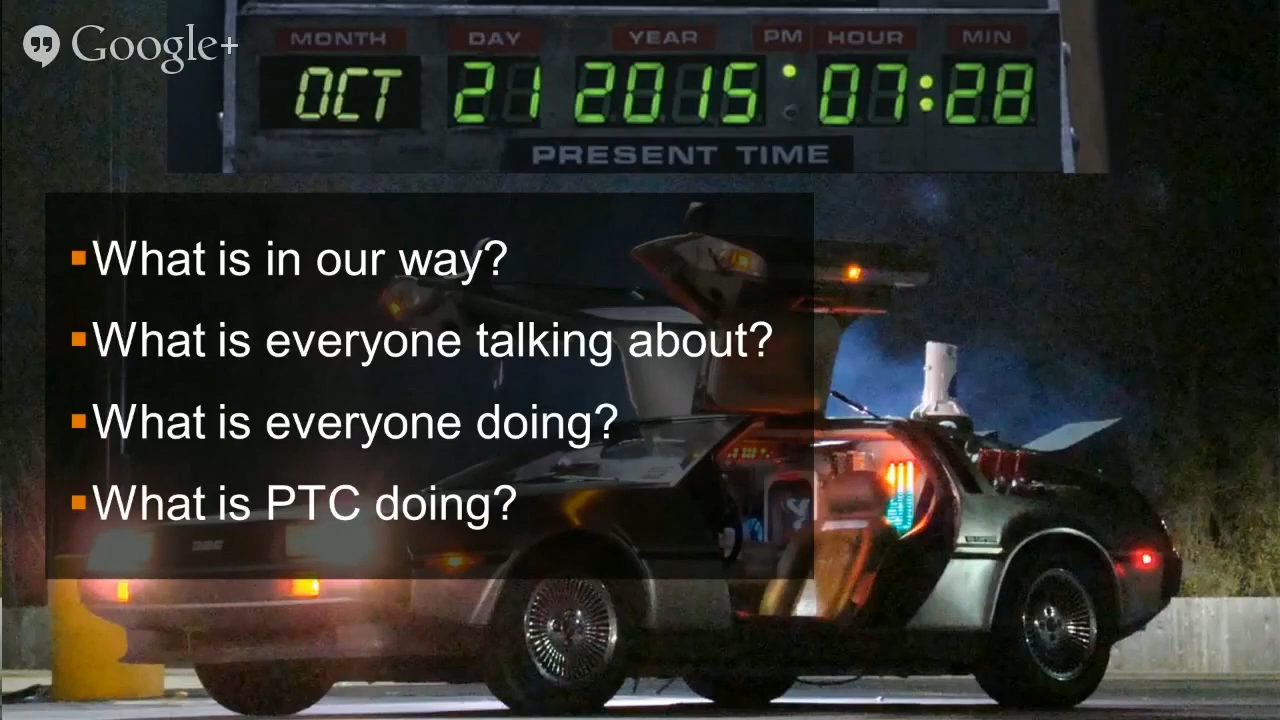 Google+
MONTH DAY YEAR PM HOUR MIN
OCT 21 2015 07:28
PRESENT TIME
What is in our way?
What is everyone talking about?
What is everyone doing?
What is PTC doing?
DMC